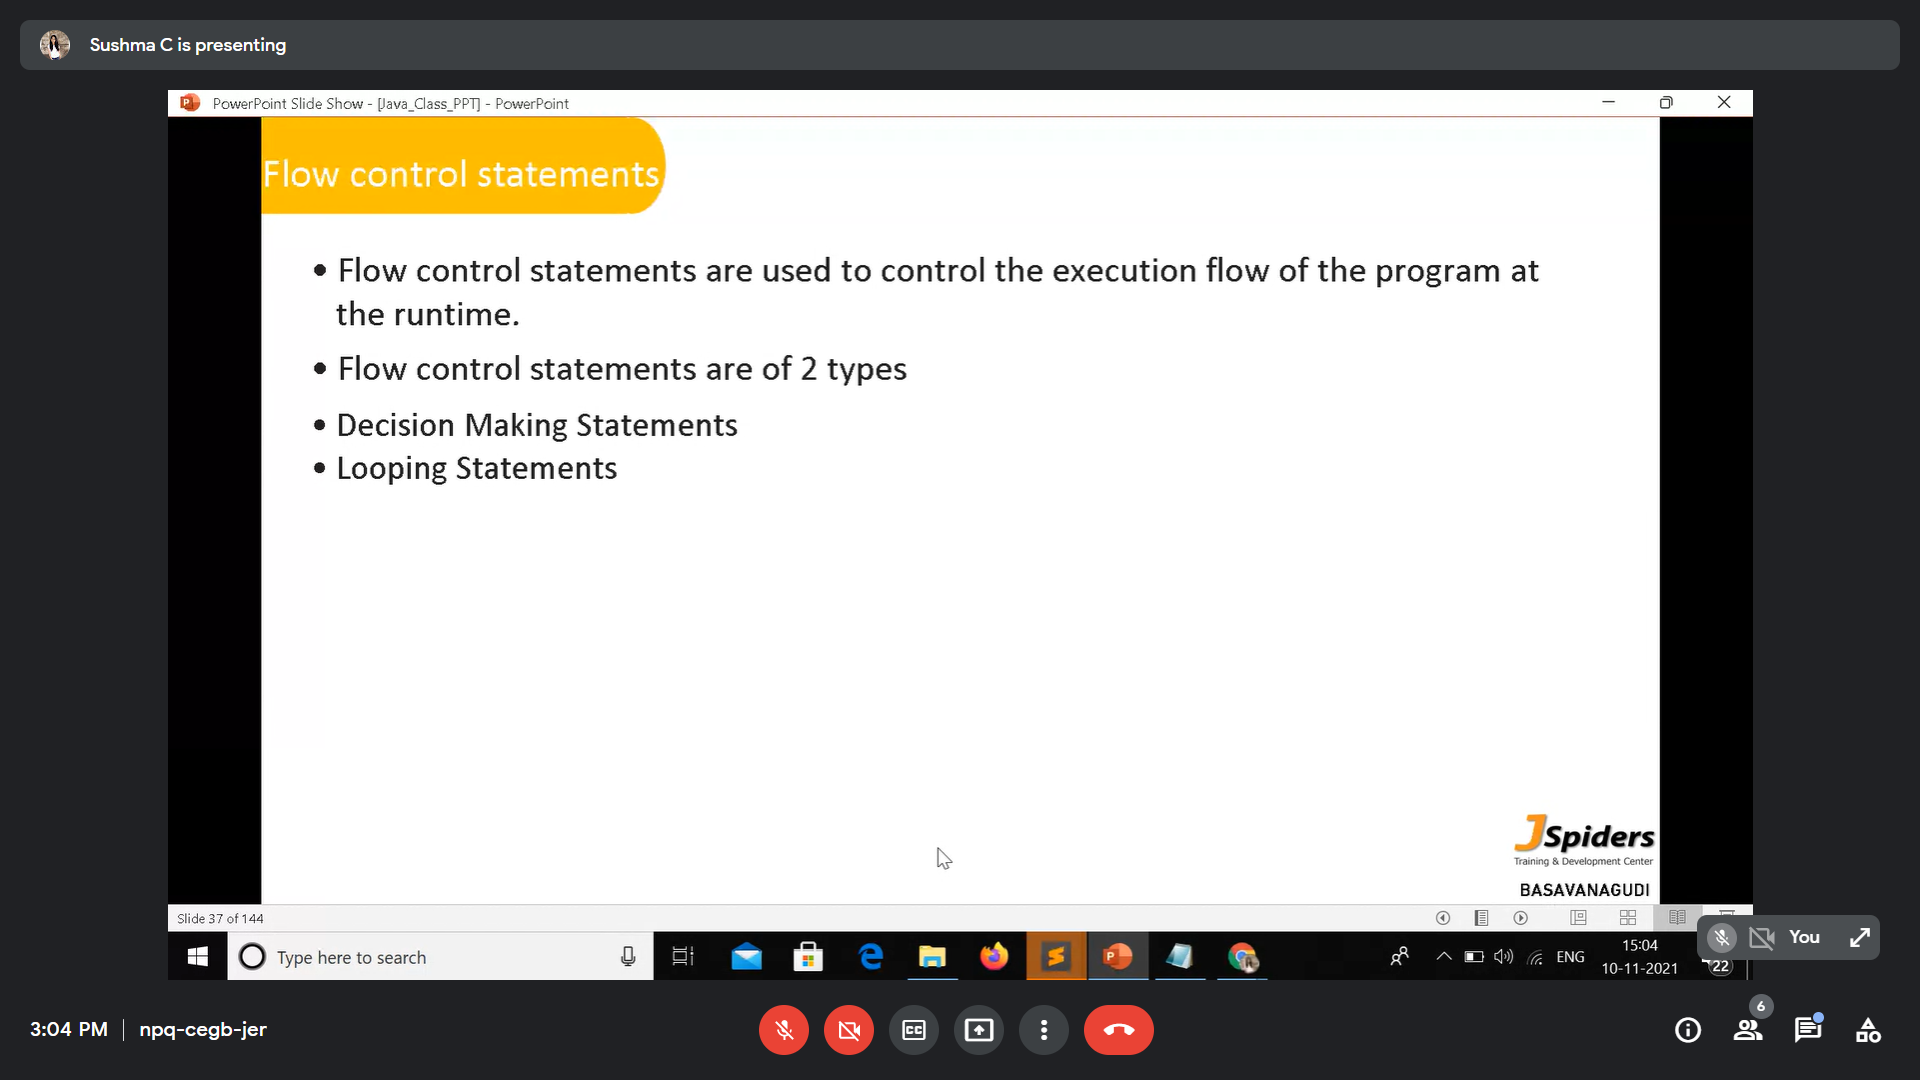 Sushma C is presenting
PowerPoint Slide Show - [Java_Class_PPT] - PowerPoint
Flow control statements
• Flow control statements are used to control the execution flow of the program at
the runtime.
• Flow control statements are of 2 types
• Decision Making Statements
• Looping Statements
JSpiders
Training & Development Center
BASAVANAGUDI
Slide 37 of 144
Type here to search
ENG
15:04
10-11-2021
22
You
3:04 PM
npq-cegb-jer
CC
6